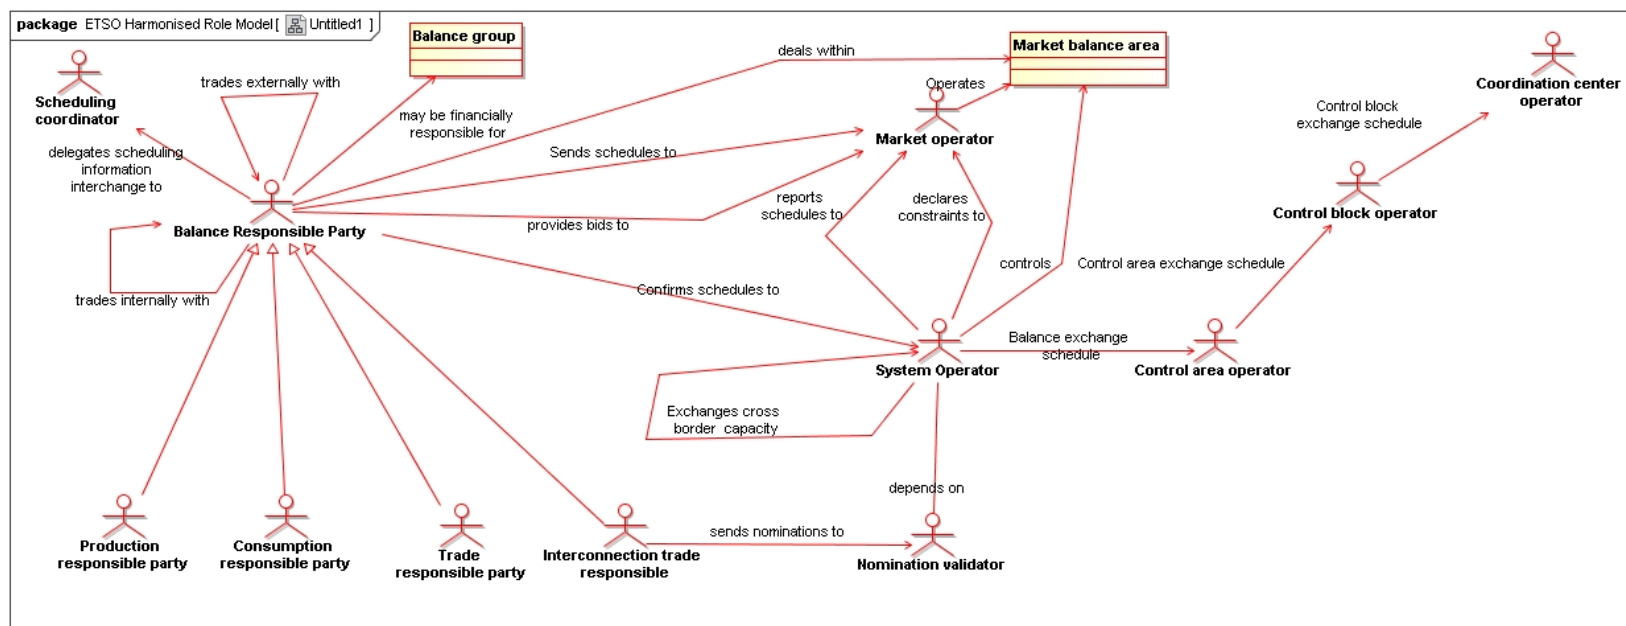 package ETSO Harmonised Role Model [ Untitled1 ]
Balance group
Market balance area
deals within
Coordination center
operator
Scheduling
coordinator
trades externally with
Operates
may be financially
responsible for
Market operator
Control block
exchange schedule
delegates scheduling
information
interchange to
Sends schedules to
Balance Responsible Party
provides bids to
reports
schedules to
declares
constraints to
Control block operator
controls
Control area exchange schedule
trades internally with
Confirms schedules to
System Operator
Balance exchange
schedule
Control area operator
Exchanges cross
border capacity
depends on
Production
responsible party
Consumption
responsible party
Trade
responsible party
Interconnection trade
responsible
sends nominations to
Nomination validator